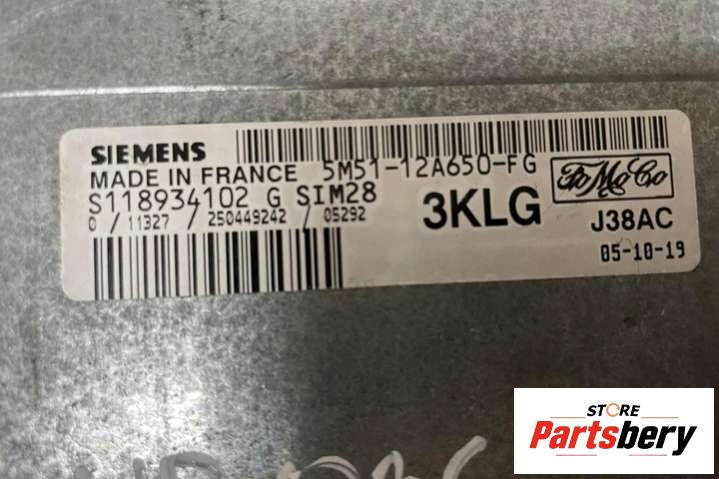 SIEMENS
MADE IN FRANCE 5M51-12A650-FG
S118934102 G SIM28
0 / 11327 / 250449242 / 05292
3KLG
FoMoCo
J38AC
05-10-19
STORE
Partsbery